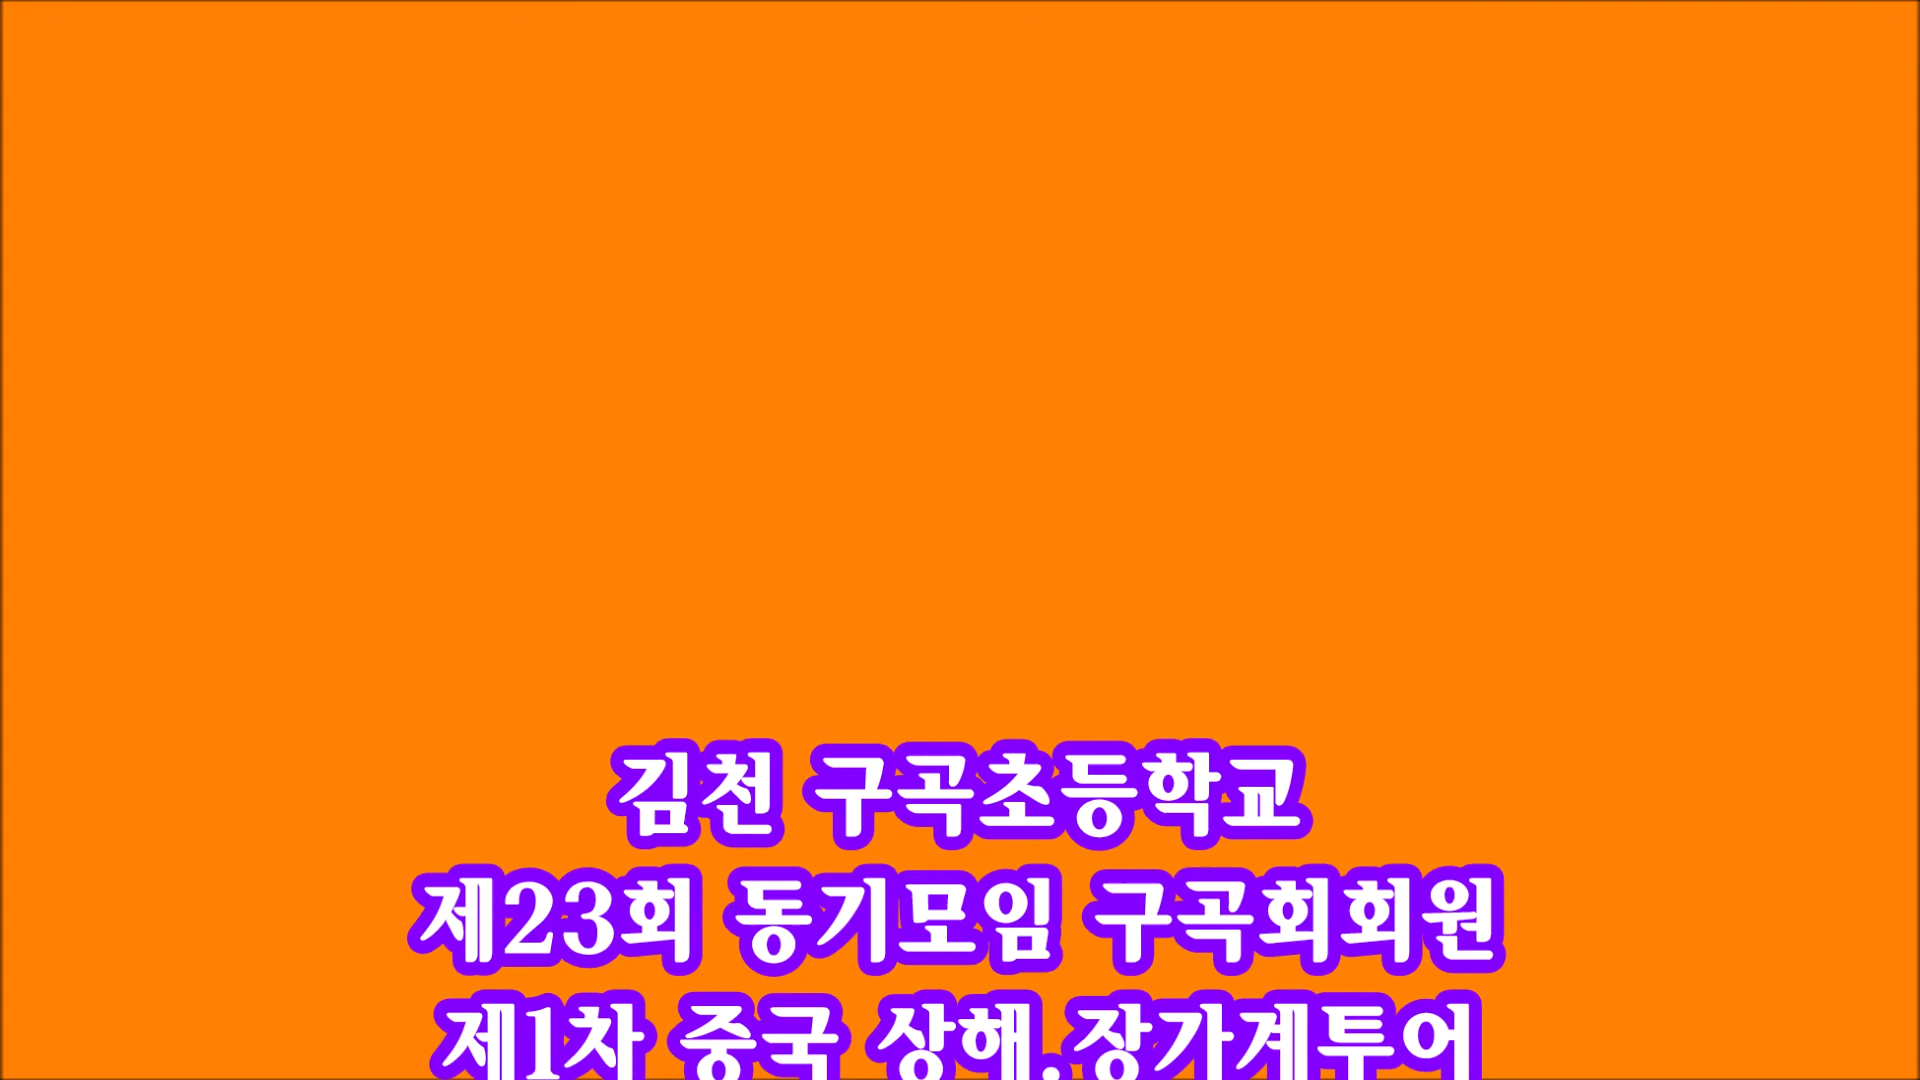 김천 구곡초등학교
제23회 동기모임 구곡회회원
제1차 중국 상해.장가계투어